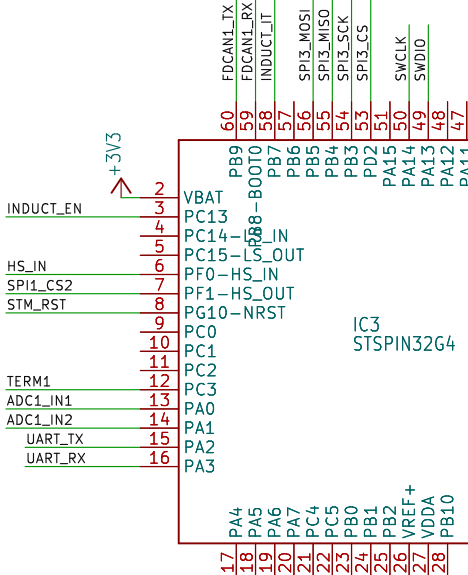 FDCAN1_TX
FDCAN1_RX
INDUCT_IT
SPI3_MOSI
SPI3_MISO
SPI3_SCK
SPI3_CS
SWCLK
SWDIO
60
59
58
57
56
55
54
53
51
50
49
48
47
PB9
PB8-BOOT0
PB7
PB6
PB5
PB4
PB3
PD2
PA15
PA14
PA13
PA12
PA11
+3V3
2 VBAT
INDUCT_EN 3 PC13
4 PC14-LS_IN
5 PC15-LS_OUT
HS_IN 6 PF0-HS_IN
SPI1_CS2 7 PF1-HS_OUT
STM_RST 8 PG10-NRST
9 PC0
10 PC1
11 PC2
TERM1 12 PC3
ADC1_IN1 13 PA0
ADC1_IN2 14 PA1
UART_TX 15 PA2
UART_RX 16 PA3
IC3
STSPIN32G4
PA4
PA5
PA6
PA7
PC4
PC5
PB0
PB1
PB2
VREF+
VDDA
PB10
17
18
19
20
21
22
23
24
25
26
27
28